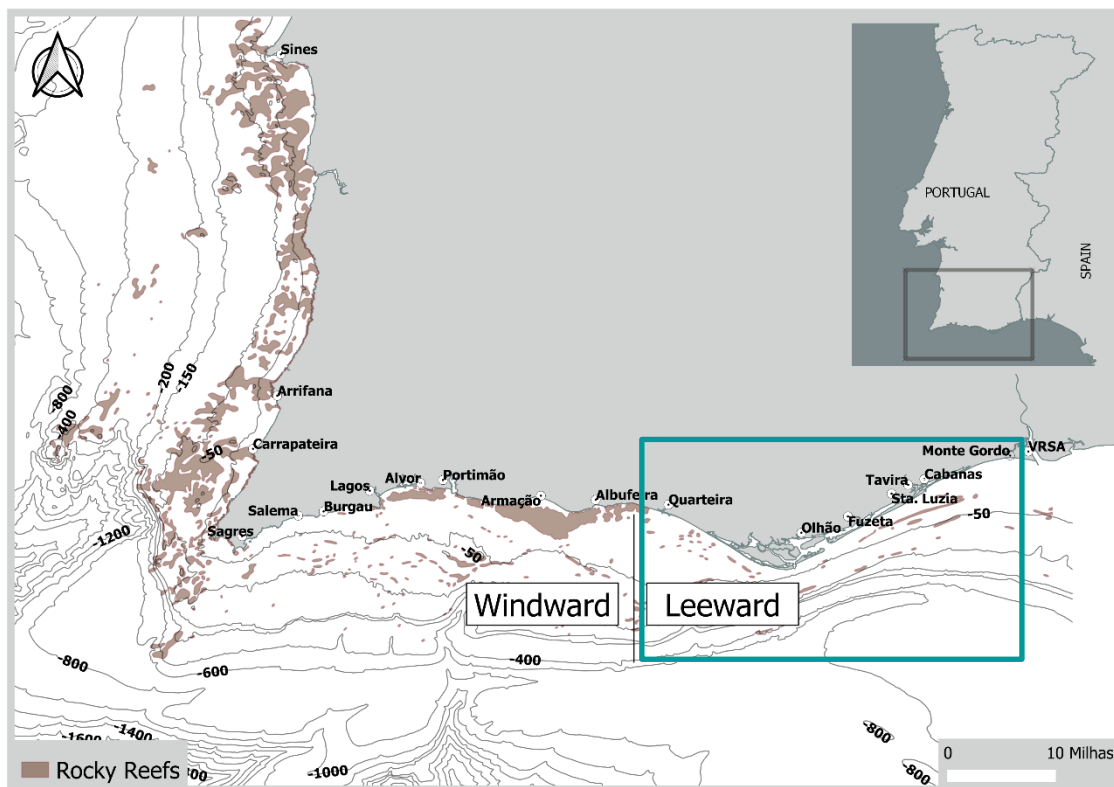 Sines
PORTUGAL
SPAIN
-200
-150
-800
-400
Arrifana
-50
Carrapateira
Monte Gordo
VRSA
Lagos
Alvor
Portimão
Tavira
Cabanas
Salema
Burgau
Armação
Albufeira
Quarteira
Sta. Luzia
-50
Sagres
-1200
Olhão
Fuzeta
-50
Windward
Leeward
-800
-600
-400
-1400
-1600
-1000
-800
-800
Rocky Reefs
0
10 Milhas